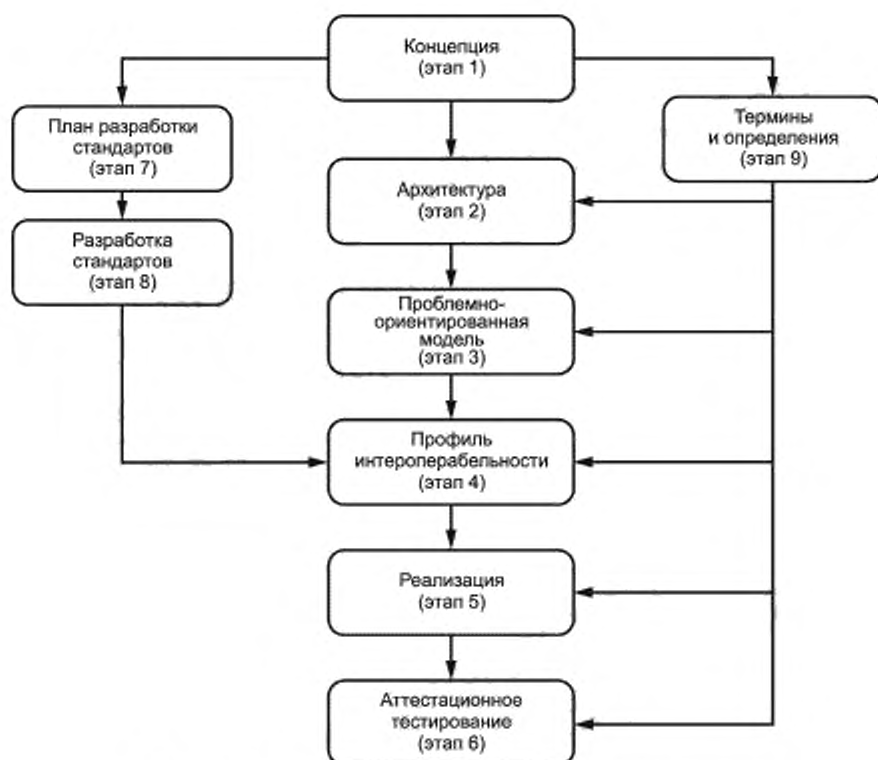 Концепция
(этап 1)
План разработки
стандартов
(этап 7)
Термины
и определения
(этап 9)
Архитектура
(этап 2)
Разработка
стандартов
(этап 8)
Проблемно-
ориентированная
модель
(этап 3)
Профиль
интероперабельности
(этап 4)
Реализация
(этап 5)
Аттестационное
тестирование
(этап 6)